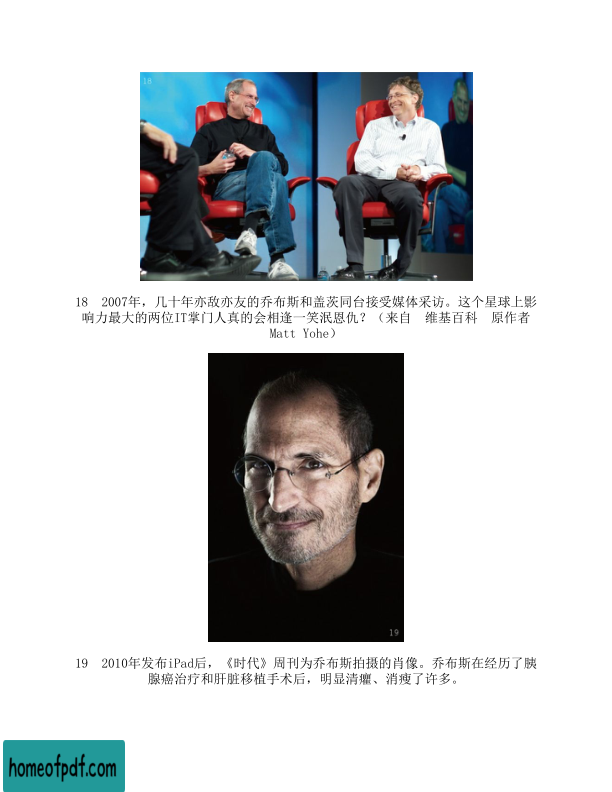 18
18 2007年，几十年亦敌亦友的乔布斯和盖茨同台接受媒体采访。这个星球上影
响力最大的两位IT掌门人真的会相逢一笑泯恩仇？（来自 维基百科 原作者
Matt Yohe）
19
19 2010年发布iPad后，《时代》周刊为乔布斯拍摄的肖像。乔布斯在经历了胰
腺癌治疗和肝脏移植手术后，明显清癯、消瘦了许多。
homeofpdf.com